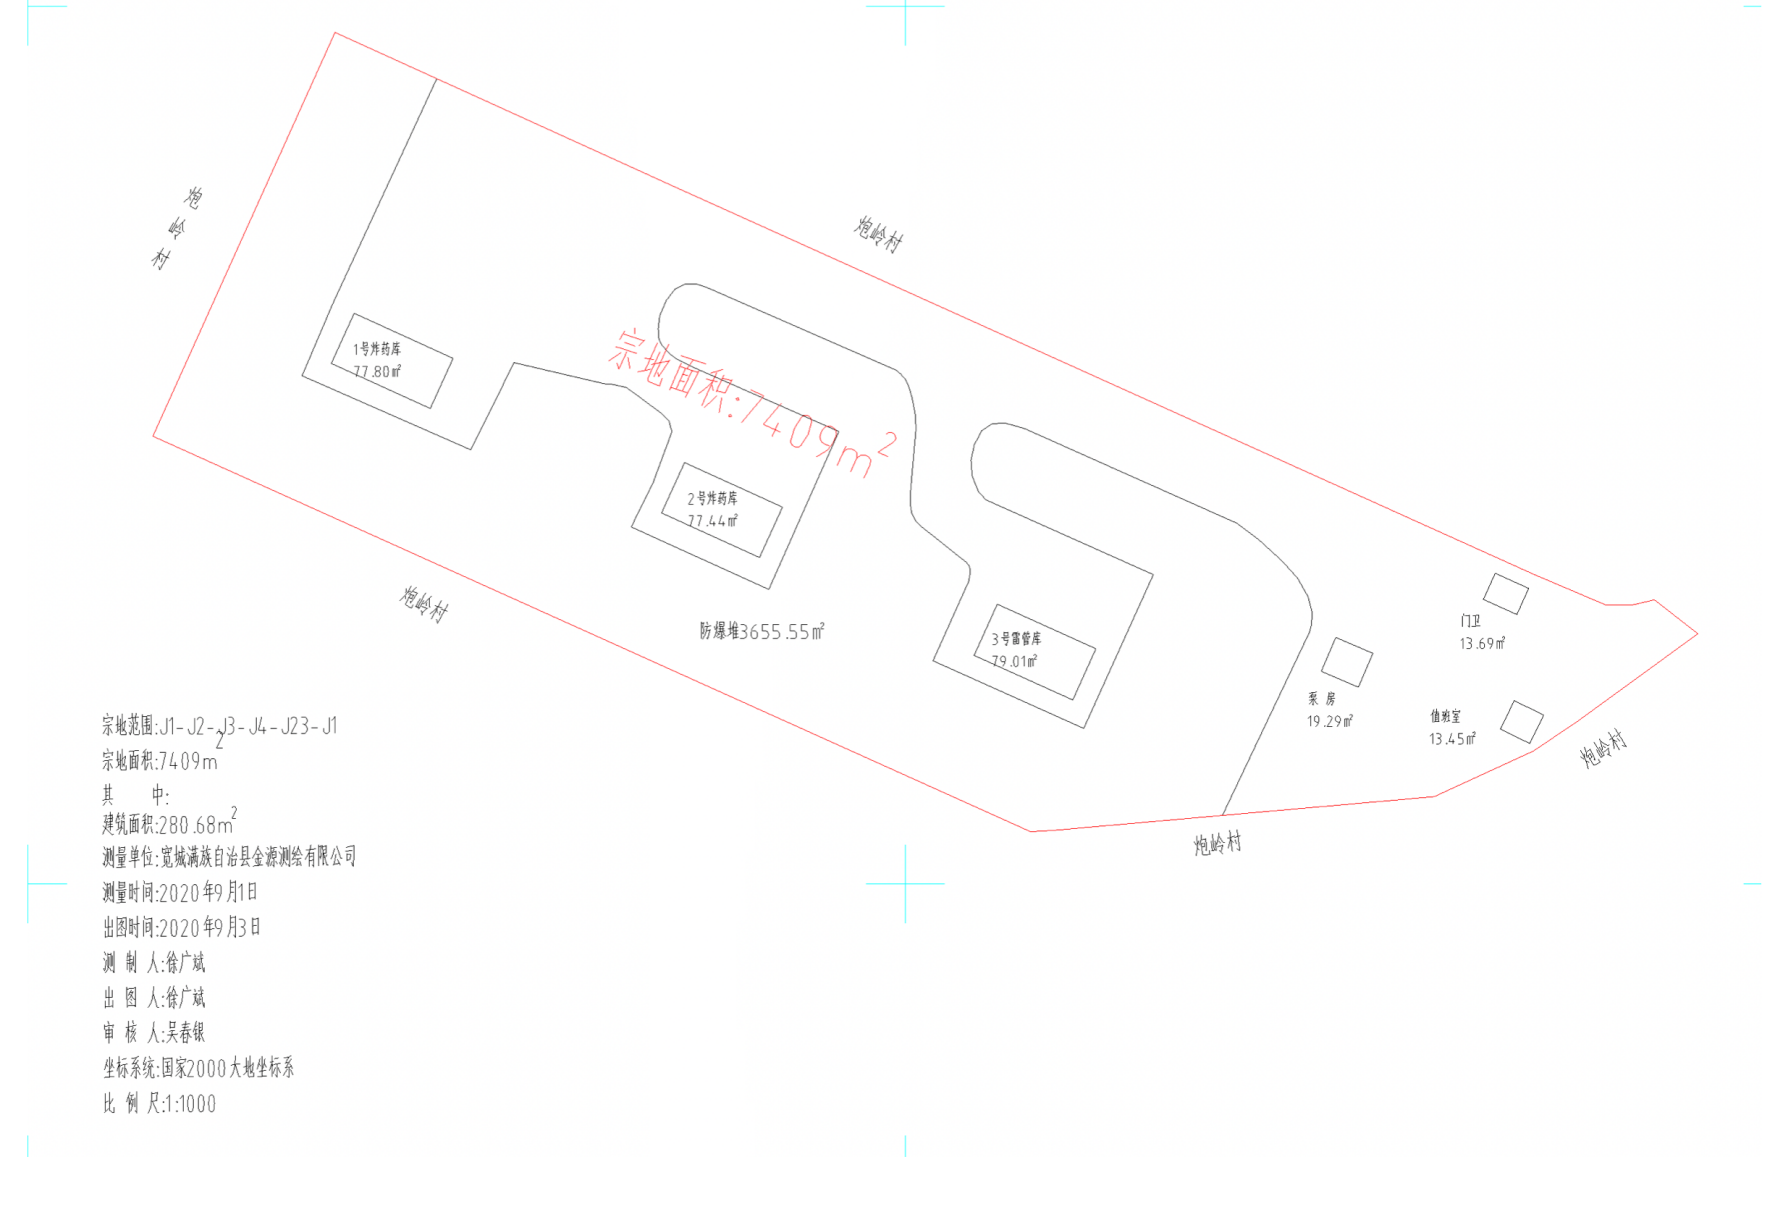 炮岭村
炮岭村
宗地面积:7409m²
1号炸药库
77.80㎡
2号炸药库
77.44㎡
炮岭村
防爆堆3655.55㎡
3号雷管库
79.01㎡
门卫
13.69㎡
泵 房
19.29㎡
值班室
13.45㎡
炮岭村
炮岭村
宗地范围:J1-J2-J3-J4-J23-J1
宗地面积:7409m²
其 中:
建筑面积:280.68m²
测量单位:宽城满族自治县金源测绘有限公司
测量时间:2020年9月1日
出图时间:2020年9月3日
测 制 人:徐广斌
出 图 人:徐广斌
审 核 人:吴春银
坐标系统:国家2000大地坐标系
比 例 尺:1:1000